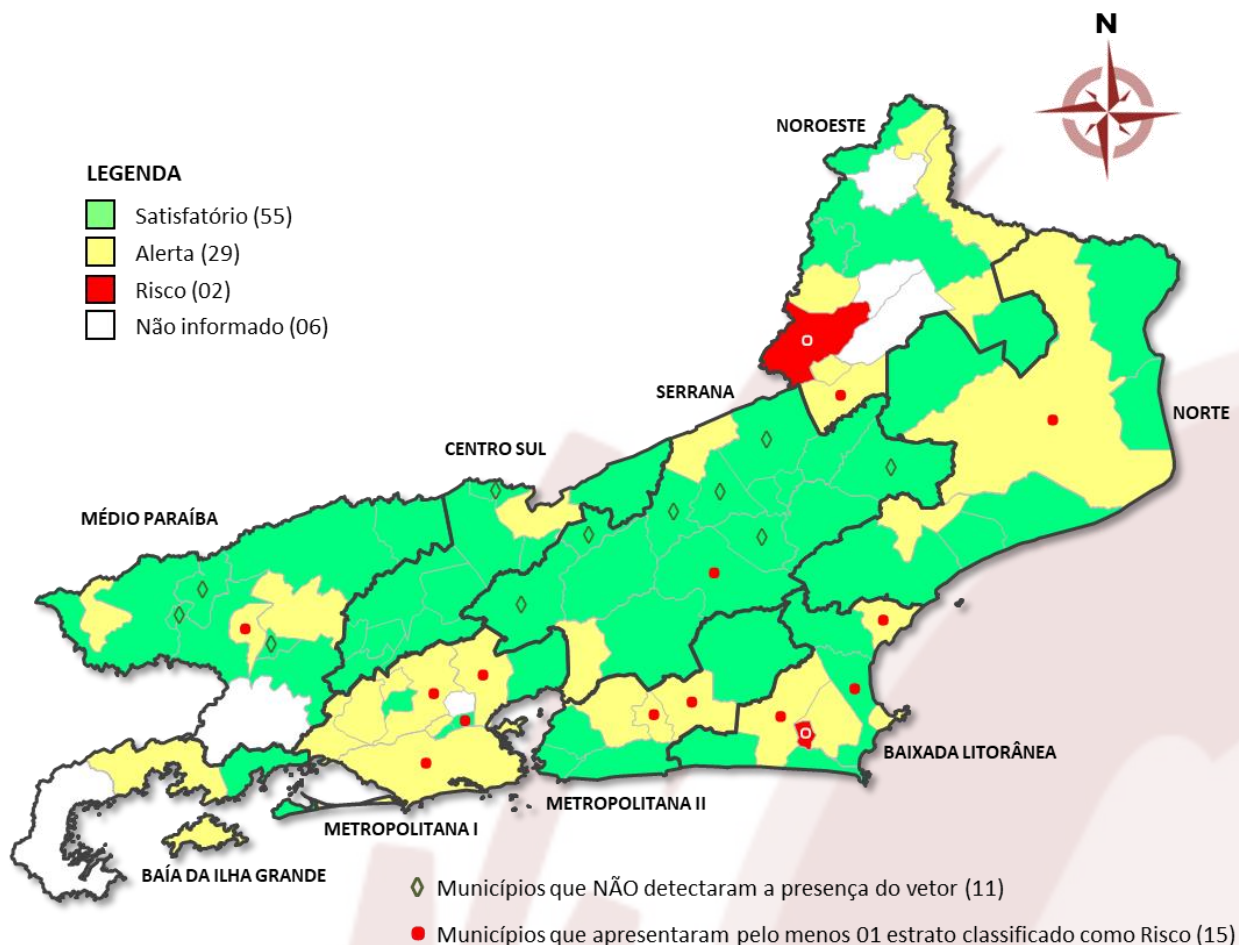 N
NOROESTE
LEGENDA
Satisfatório (55)
Alerta (29)
Risco (02)
Não informado (06)
SERRANA
NORTE
CENTRO SUL
MÉDIO PARAÍBA
BAIXADA LITORÂNEA
METROPOLITANA II
METROPOLITANA I
BAÍA DA ILHA GRANDE
Municípios que NÃO detectaram a presença do vetor (11)
Municípios que apresentaram pelo menos 01 estrato classificado como Risco (15)